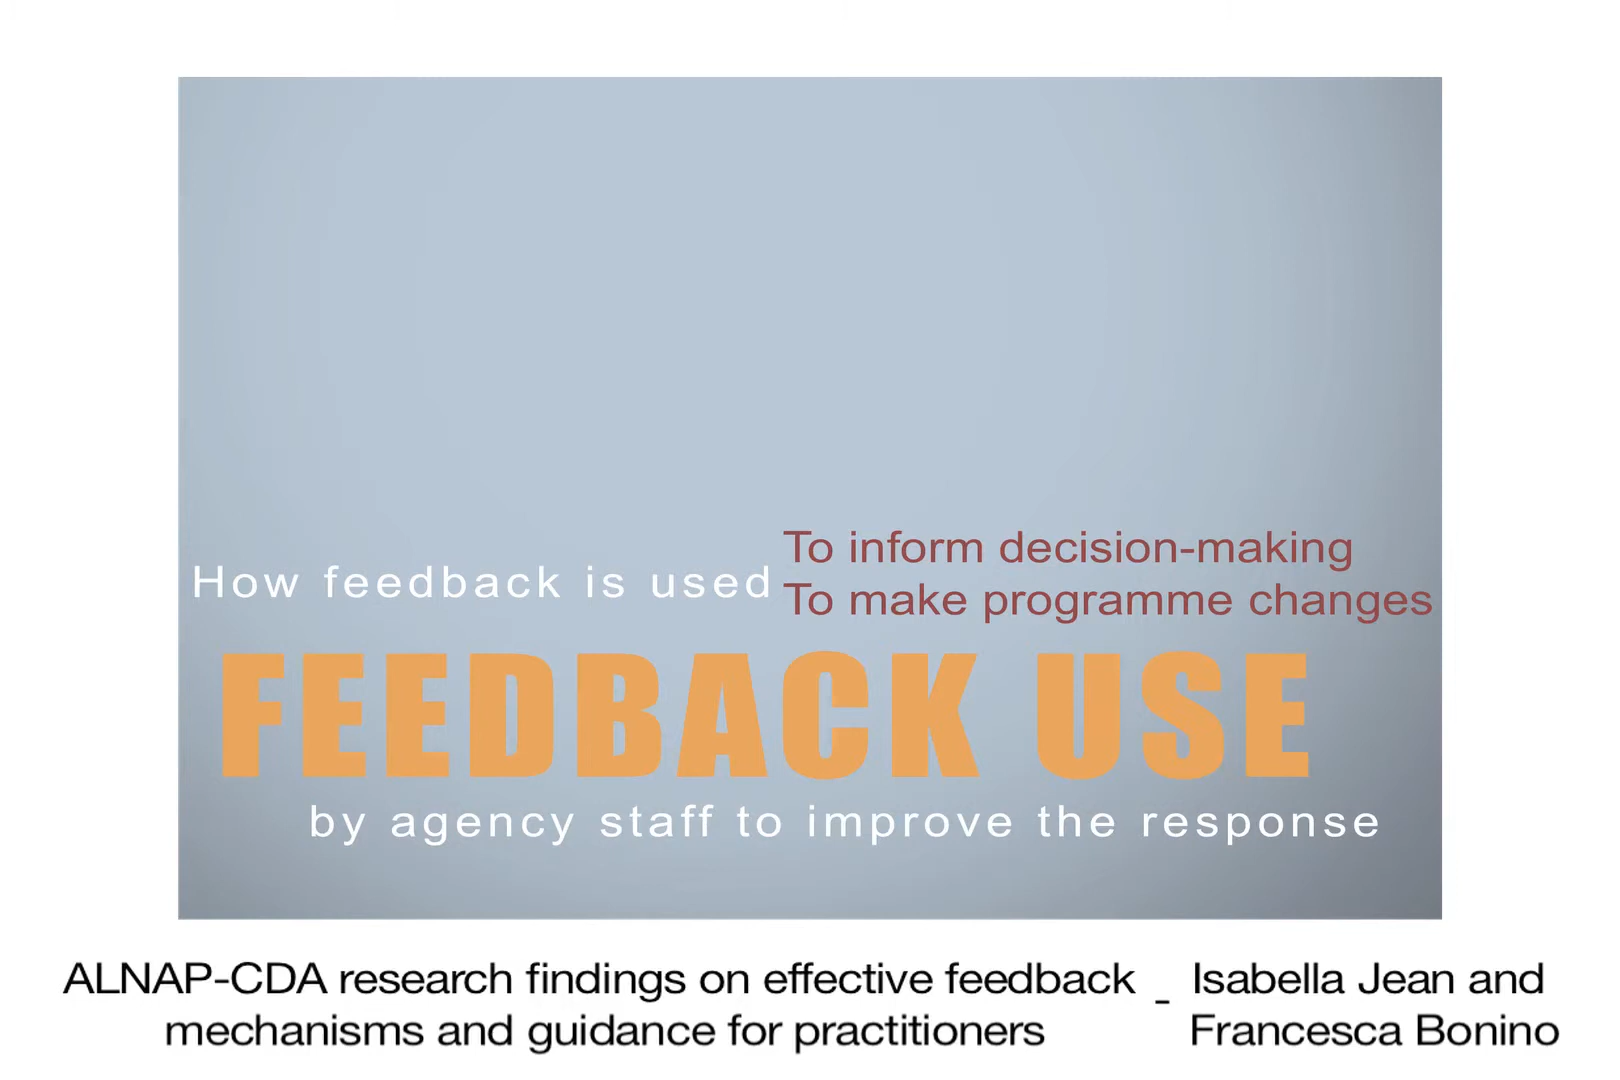 How feedback is used
To inform decision-making
To make programme changes
FEEDBACK USE
by agency staff to improve the response
ALNAP-CDA research findings on effective feedback
mechanisms and guidance for practitioners
-
Isabella Jean and
Francesca Bonino